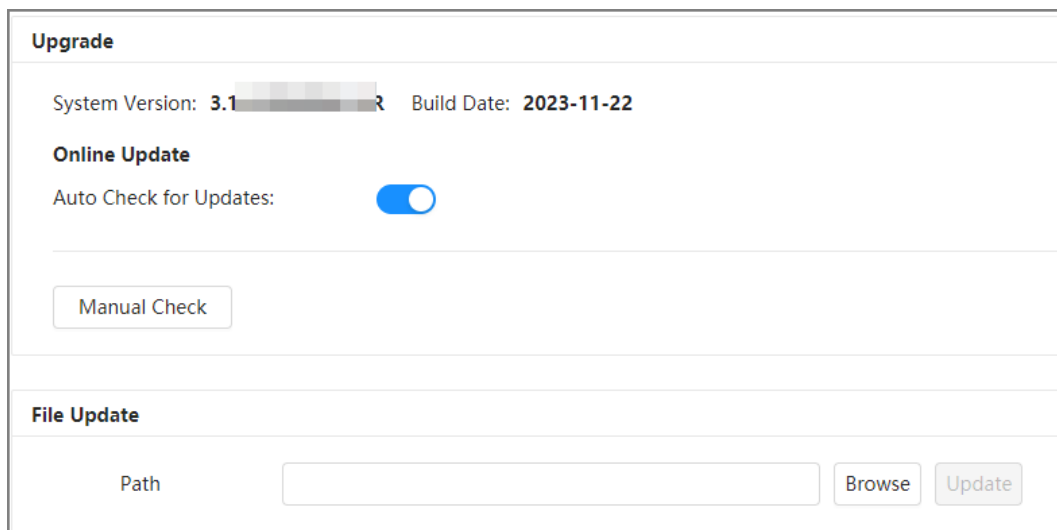 Upgrade
System Version: 3.1 R Build Date: 2023-11-22
Online Update
Auto Check for Updates:
Manual Check
File Update
Path Browse Update